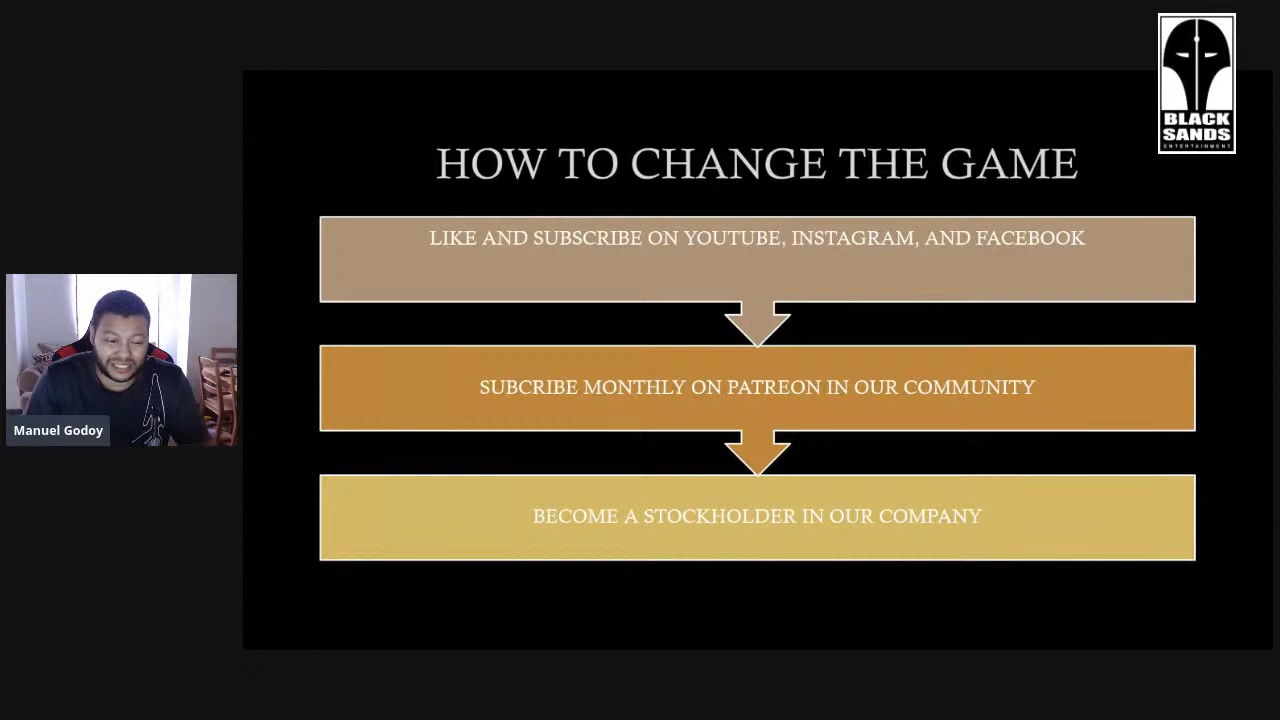 BLACK
SANDS
ENTERTAINMENT
HOW TO CHANGE THE GAME
LIKE AND SUBSCRIBE ON YOUTUBE, INSTAGRAM, AND FACEBOOK
SUBCRIBE MONTHLY ON PATREON IN OUR COMMUNITY
BECOME A STOCKHOLDER IN OUR COMPANY
Manuel Godoy